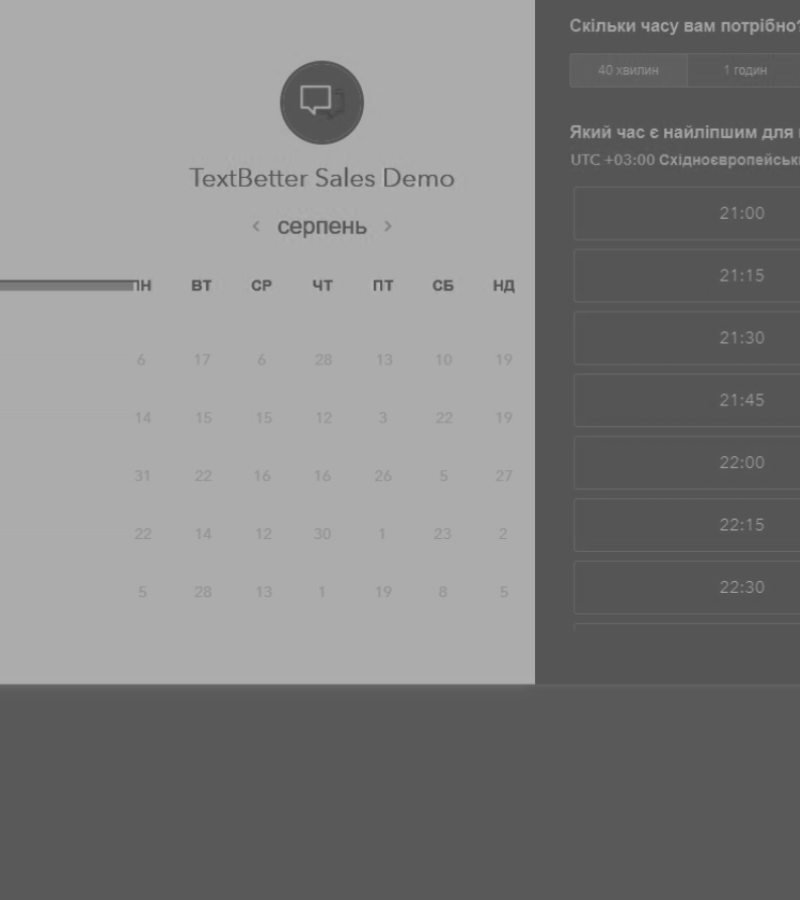 TextBetter Sales Demo
‹ серпень ›
ПН ВТ СР ЧТ ПТ СБ НД
6 17 6 28 13 10 19
14 15 15 12 3 22 19
31 22 16 16 26 5 27
22 14 12 30 1 23 2
5 28 13 1 19 8 5
Скільки часу вам потрібно?
40 хвилин 1 годин
Який час є найліпшим для
UTC +03:00
21:00
21:15
21:30
21:45
22:00
22:15
22:30